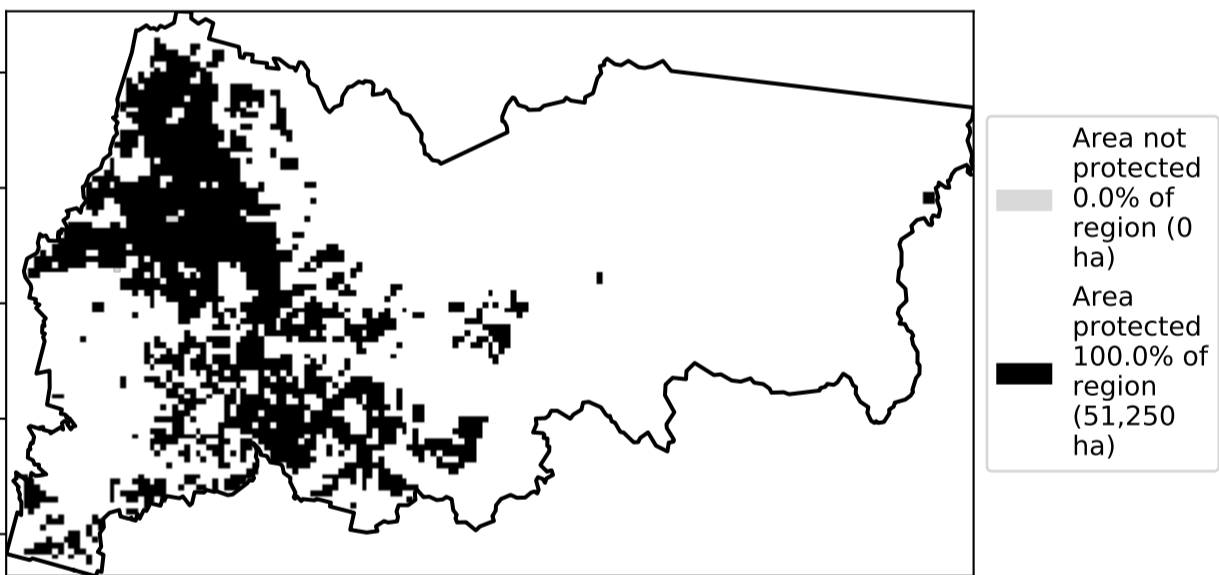 Area not
protected
0.0% of
region (0
ha)
Area
protected
100.0% of
region
(51,250
ha)